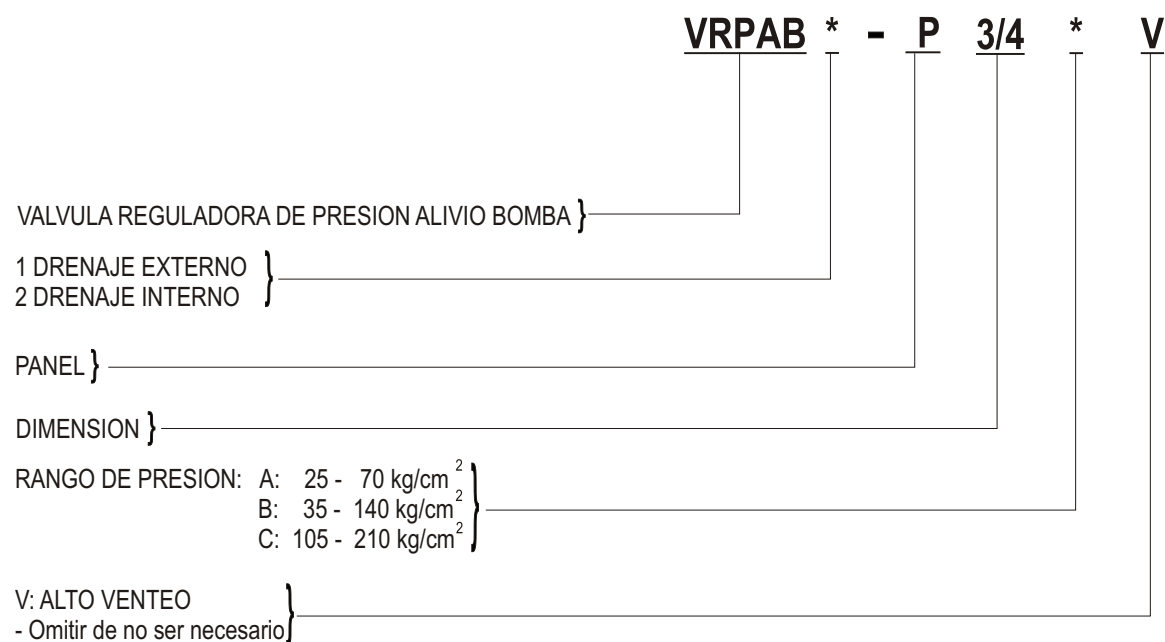 VRPAB * - P 3/4 * V
VALVULA REGULADORA DE PRESION ALIVIO BOMBA }
1 DRENAJE EXTERNO
2 DRENAJE INTERNO }
PANEL }
DIMENSION }
RANGO DE PRESION: A: 25 - 70 kg/cm²
B: 35 - 140 kg/cm²
C: 105 - 210 kg/cm² }
V: ALTO VENTEO
- Omitir de no ser necesario }